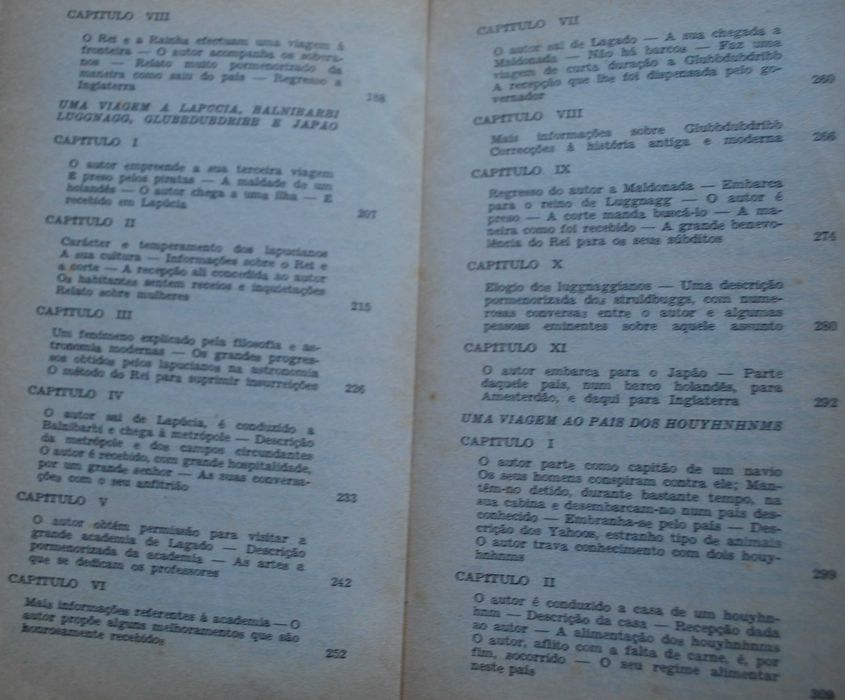 CAPITULO VIII
O Rei e a Rainha efectuam uma viagem à
fronteira — O autor acompanha os sobera-
nos — Relato muito pormenorizado da
maneira como saiu do país — Regresso a
Inglaterra
188
UMA VIAGEM A LAPÚCIA, BALNIBARBI
LUGGNAGG, GLUBBDUBDRIBB E JAPÃO
CAPITULO I
O autor empreende a sua terceira viagem
É preso pelos piratas — A maldade de um
holandês — O autor chega a uma ilha — É
recebido em Lapúcia
207
CAPITULO II
Carácter e temperamento dos lapucianos
A sua cultura — Informações sobre o Rei e
a corte — A recepção ali concedida ao autor
Os habitantes sentem receios e inquietações
Relato sobre mulheres
215
CAPITULO III
Um fenómeno explicado pela filosofia e as-
tronomia modernas — Os grandes progres-
sos obtidos pelos lapucianos na astronomia
O método do Rei para suprimir insurreições
226
CAPITULO IV
O autor sai de Lapúcia, é conduzido a
Balnibarbi e chega à metrópole — Descrição
da metrópole e dos campos circundantes
O autor é recebido, com grande hospitalidade,
por um grande senhor — As suas conversa-
ções com o seu anfitrião
233
CAPITULO V
O autor obtém permissão para visitar a
grande academia de Lagado — Descrição
pormenorizada da academia — As artes a
que se dedicam os professores
242
CAPITULO VI
Mais informações referentes à academia — O
autor propõe alguns melhoramentos que são
honrosamente recebidos
252
CAPITULO VII
O autor sai de Lagado — A sua chegada a
Maldonada — Não há barcos — Faz uma
viagem de curta duração a Glubbdubdribb
A recepção que lhe foi dispensada pelo go-
vernador
260
CAPITULO VIII
Mais informações sobre Glubbdubdribb
Correcções à história antiga e moderna
266
CAPITULO IX
Regresso do autor a Maldonada — Embarca
para o reino de Luggnagg — O autor é
preso — A corte manda buscá-lo — A ma-
neira como foi recebido — A grande benevo-
lência do Rei para os seus súbditos
274
CAPITULO X
Elogio dos luggnaggianos — Uma descrição
pormenorizada dos struldbuggs, com nume-
rosas conversas entre o autor e algumas
pessoas eminentes sobre aquele assunto
280
CAPITULO XI
O autor embarca para o Japão — Parte
daquele país, num barco holandês, para
Amesterdão, e daqui para Inglaterra
292
UMA VIAGEM AO PAÍS DOS HOUYHNHNMS
CAPITULO I
O autor parte como capitão de um navio
Os seus homens conspiram contra ele; Man-
têm-no detido, durante bastante tempo, na
sua cabina e desembarcam-no num país des-
conhecido — Embranha-se pelo país — Des-
crição dos Yahoos, estranho tipo de animais
O autor trava conhecimento com dois houy-
hnhnms
299
CAPITULO II
O autor é conduzido a casa de um houyhn-
hnm — Descrição da casa — Recepção dada
ao autor — A alimentação dos houyhnhnms
O autor, aflito com a falta de carne, é, por
fim, socorrido — O seu regime alimentar
neste país
309